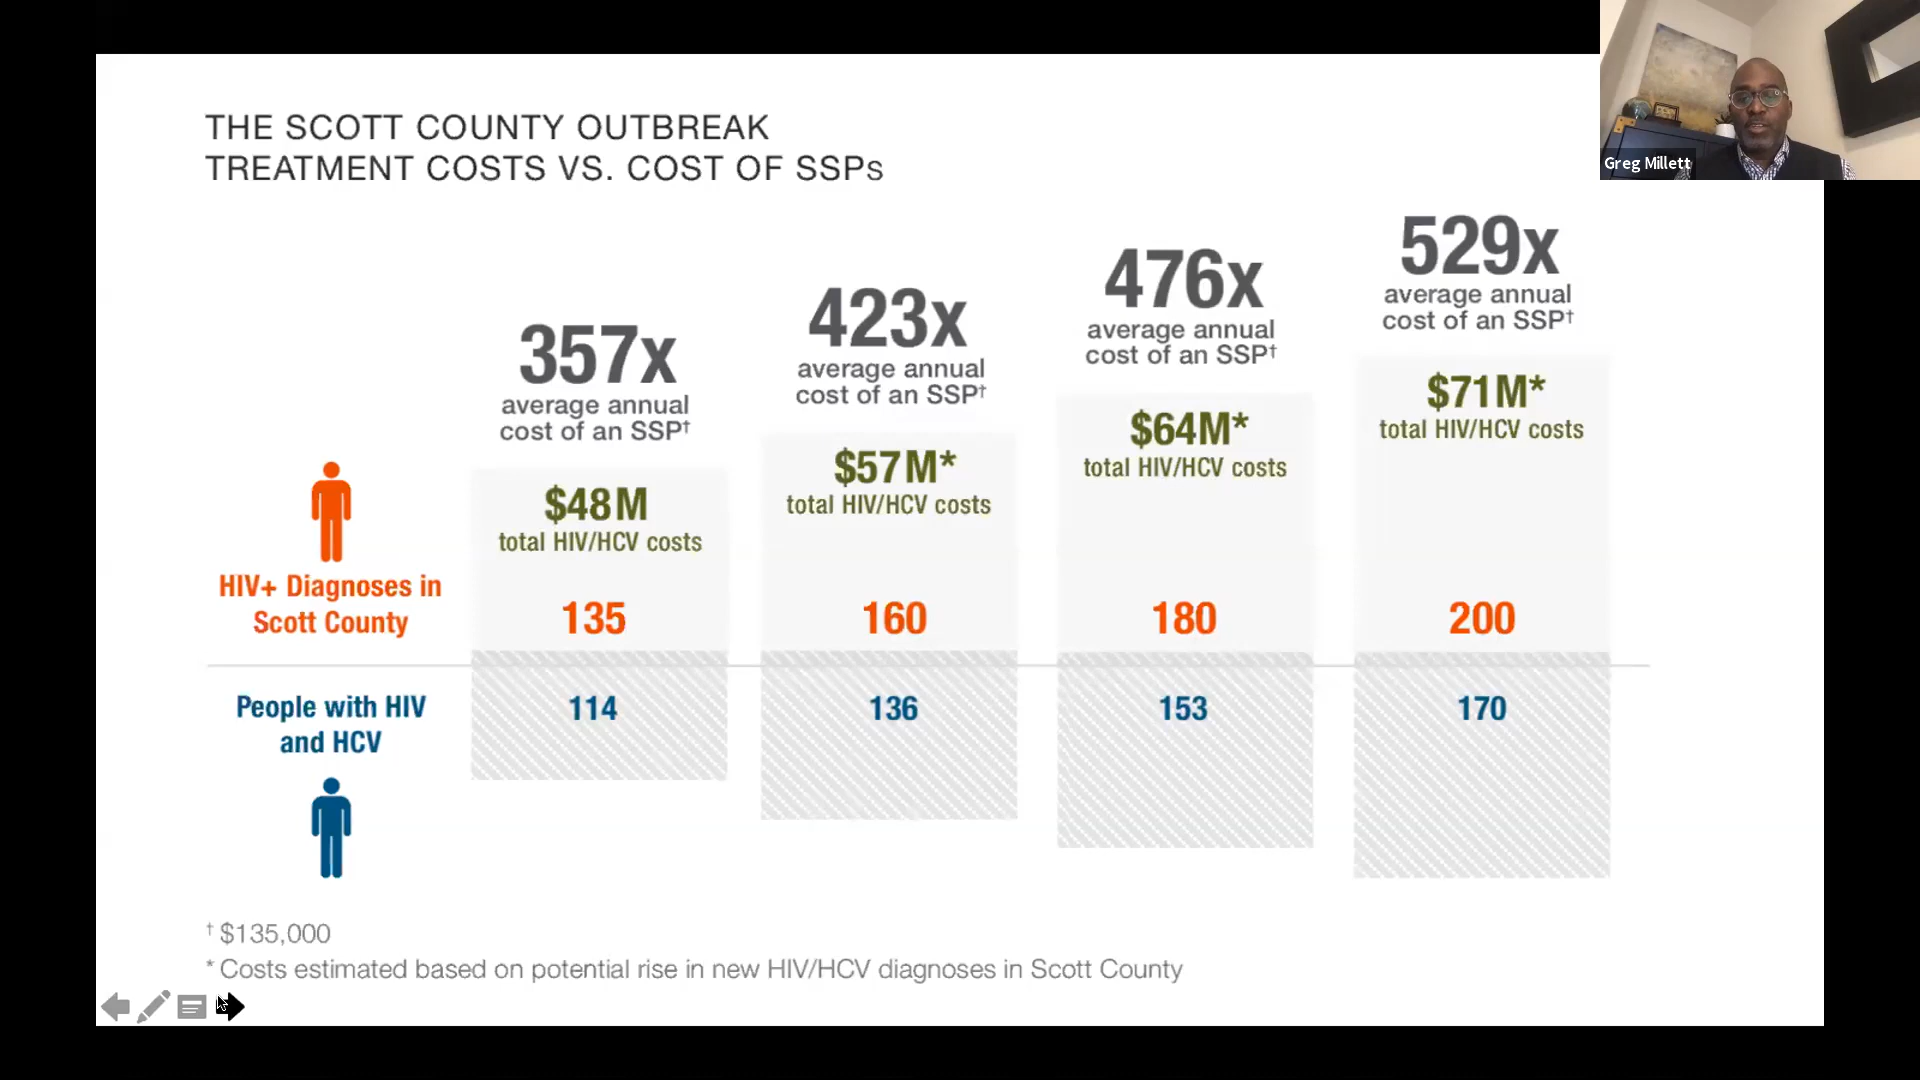 THE SCOTT COUNTY OUTBREAK
TREATMENT COSTS VS. COST OF SSPs
Greg Millett
357x
average annual
cost of an SSP†
$48M
total HIV/HCV costs
423x
average annual
cost of an SSP†
$57M*
total HIV/HCV costs
476x
average annual
cost of an SSP†
$64M*
total HIV/HCV costs
529x
average annual
cost of an SSP†
$71M*
total HIV/HCV costs
HIV+ Diagnoses in
Scott County
135
160
180
200
People with HIV
and HCV
114
136
153
170
† $135,000
* Costs estimated based on potential rise in new HIV/HCV diagnoses in Scott County